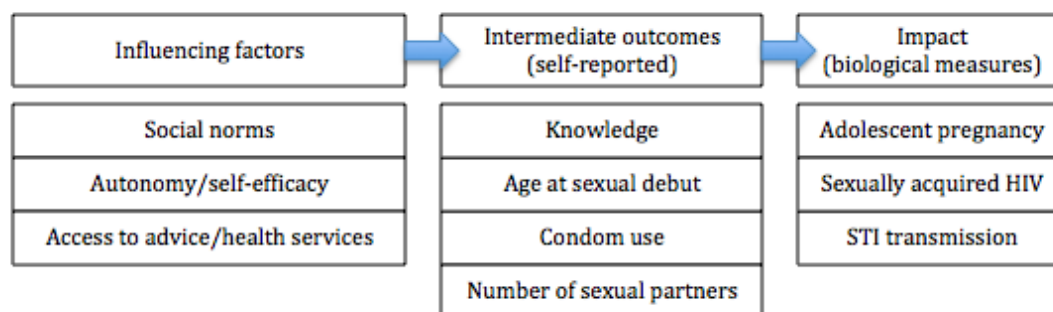 Influencing factors
Intermediate outcomes
(self-reported)
Impact
(biological measures)
Social norms
Knowledge
Adolescent pregnancy
Autonomy/self-efficacy
Age at sexual debut
Sexually acquired HIV
Access to advice/health services
Condom use
STI transmission
Number of sexual partners